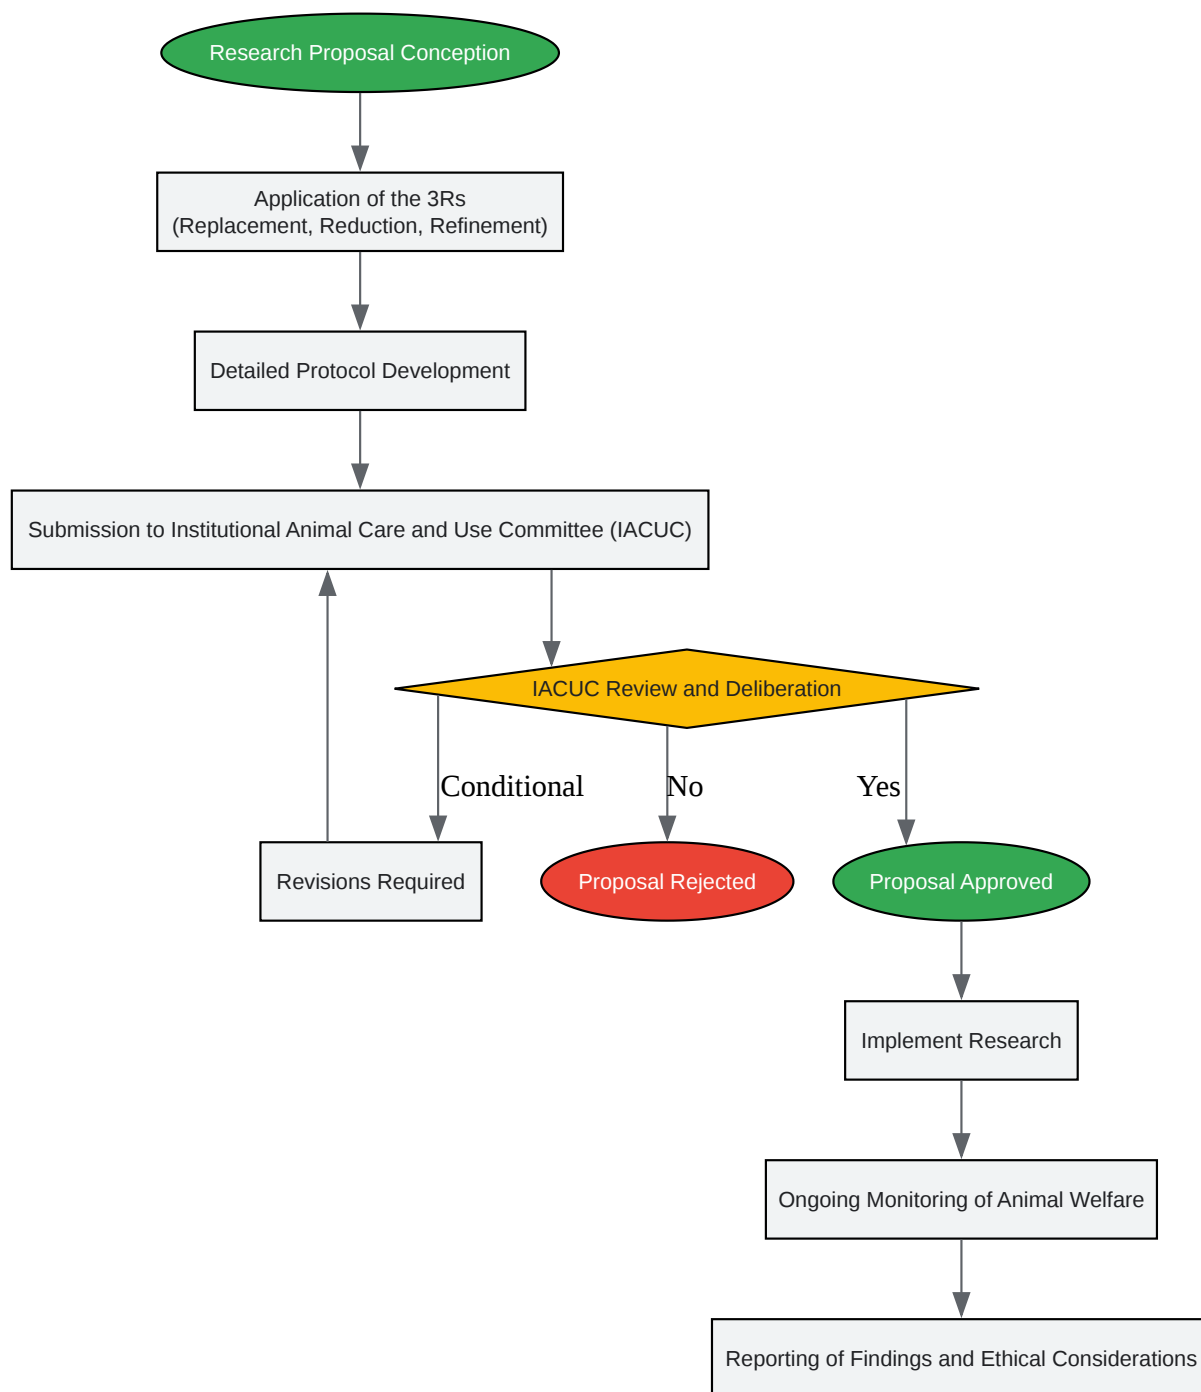 Research Proposal Conception
Application of the 3Rs
(Replacement, Reduction, Refinement)
Detailed Protocol Development
Submission to Institutional Animal Care and Use Committee (IACUC)
IACUC Review and Deliberation
Conditional
No
Yes
Revisions Required
Proposal Rejected
Proposal Approved
Implement Research
Ongoing Monitoring of Animal Welfare
Reporting of Findings and Ethical Considerations